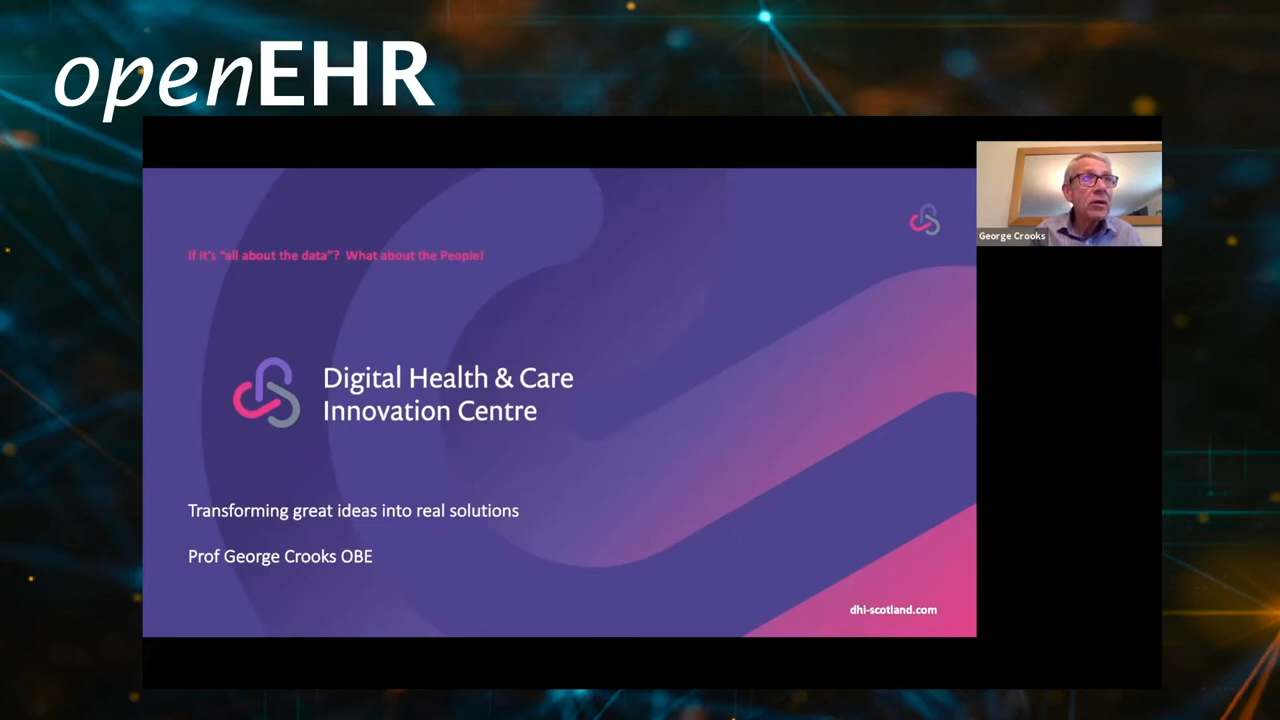 openEHR
George Crooks
If it's "all about the data"? What about the People!
Digital Health & Care
Innovation Centre
Transforming great ideas into real solutions
Prof George Crooks OBE
dhi-scotland.com